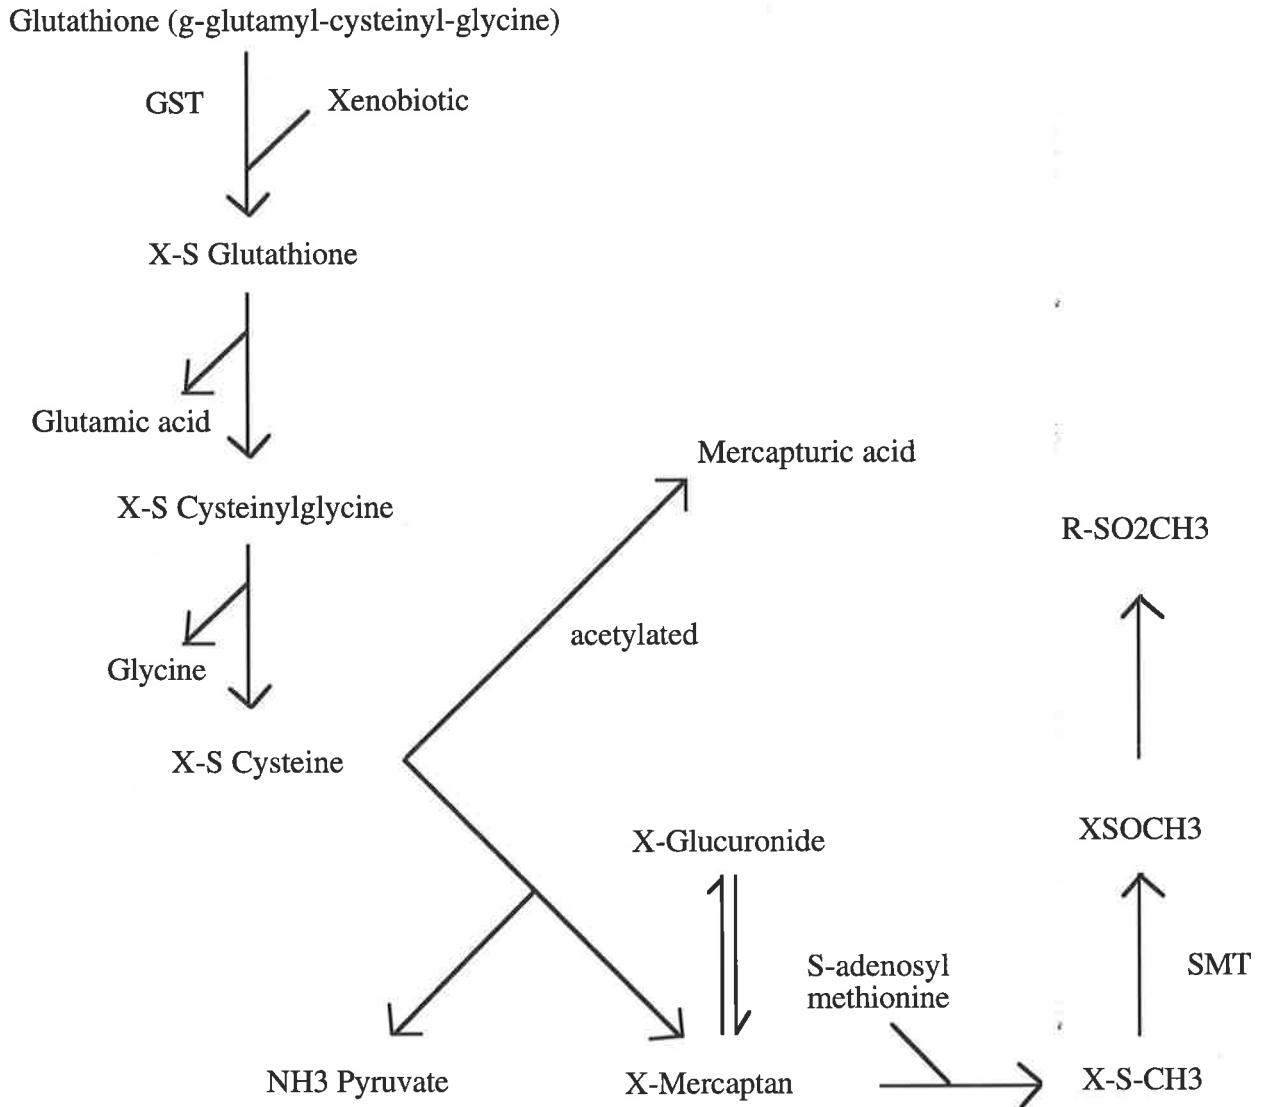 Glutathione (g-glutamyl-cysteinyl-glycine)
GST
Xenobiotic
X-S Glutathione
Glutamic acid
Mercapturic acid
X-S Cysteinylglycine
R-SO2CH3
acetylated
Glycine
X-S Cysteine
XSOCH3
X-Glucuronide
S-adenosyl
methionine
SMT
NH3 Pyruvate
X-Mercaptan
X-S-CH3